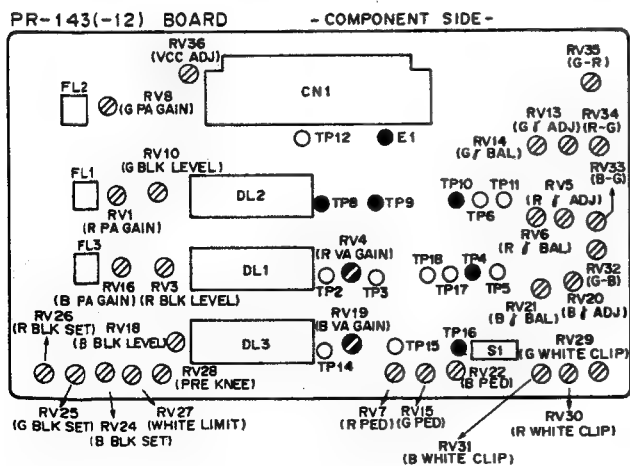 PR-143(-12) BOARD -COMPONENT SIDE-
RV36
(VCC ADJ)
RV35
(G-R)
FL2
RV8
(G PA GAIN)
CN1
TP12
E1
RV13
(G γ ADJ)
RV34
(R-G)
RV14
(G γ BAL)
RV33
(B-G)
RV10
(G BLK LEVEL)
FL1
RV1
(R PA GAIN)
DL2
TP8
TP9
TP10
TP11
TP6
RV5
(R γ ADJ)
RV6
(R γ BAL)
FL3
RV16
(B PA GAIN)
RV3
(R BLK LEVEL)
DL1
RV4
(R VA GAIN)
TP2
TP3
TP18
TP4
TP17
TP5
RV32
(G-B)
RV21
(B γ BAL)
RV20
(B γ ADJ)
RV26
(R BLK SET)
RV18
(B BLK LEVEL)
DL3
RV19
(B VA GAIN)
TP14
TP15
TP16
S1
RV29
(G WHITE CLIP)
RV28
(PRE KNEE)
RV22
(B PED)
RV25
(G BLK SET)
RV24
(B BLK SET)
RV27
(WHITE LIMIT)
RV7
(R PED)
RV15
(G PED)
RV30
(R WHITE CLIP)
RV31
(B WHITE CLIP)